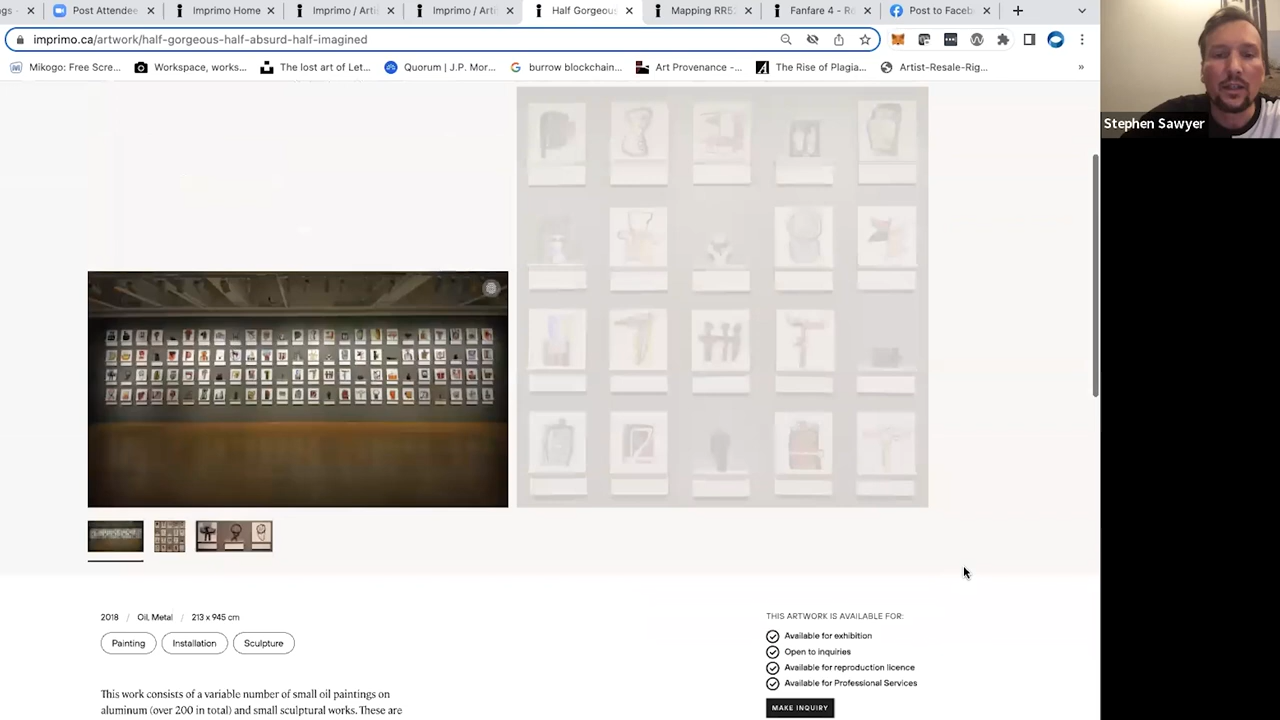 gs -
Post Attendee
Imprimo Home
Imprimo / Arti
Imprimo / Arti
Half Gorgeous
Mapping RR5
Fanfare 4 - Ro
Post to Faceb
imprimo.ca/artwork/half-gorgeous-half-absurd-half-imagined
Mikogo: Free Scre...
Workspace, works...
The lost art of Let...
Quorum | J.P. Mor...
burrow blockchain...
Art Provenance -...
The Rise of Plagia...
Artist-Resale-Rig...
»
Stephen Sawyer
2018 / Oil, Metal / 213 x 945 cm
Painting
Installation
Sculpture
This work consists of a variable number of small oil paintings on
aluminum (over 200 in total) and small sculptural works. These are
THIS ARTWORK IS AVAILABLE FOR:
Available for exhibition
Open to inquiries
Available for reproduction licence
Available for Professional Services
MAKE INQUIRY